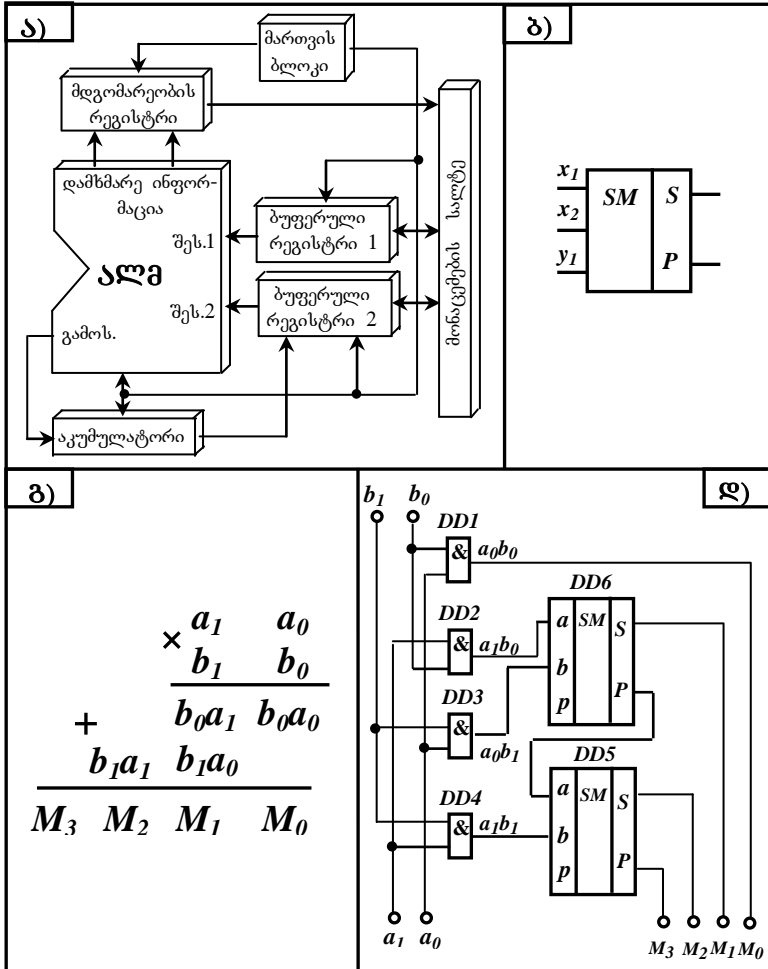 ა)
მართვის
ბლოკი
მდგომარეობის
რეგისტრი
დამხმარე ინფორ-
მაცია
შეს.1
ალმ
შეს.2
გამოს.
ბუფერული
რეგისტრი 1
ბუფერული
რეგისტრი 2
მონაცემების სალტე
აკუმულატორი
ბ)
x₁
x₂
y₁
SM
S
P
გ)
× a₁ a₀
b₁ b₀
+ b₀a₁ b₀a₀
b₁a₁ b₁a₀
M₃ M₂ M₁ M₀
დ)
b₁ b₀
DD1
& a₀b₀
DD2
& a₁b₀
DD3
& a₀b₁
DD4
& a₁b₁
DD6
a SM S
b
p P
DD5
a SM S
b
p P
a₁ a₀
M₃ M₂ M₁ M₀